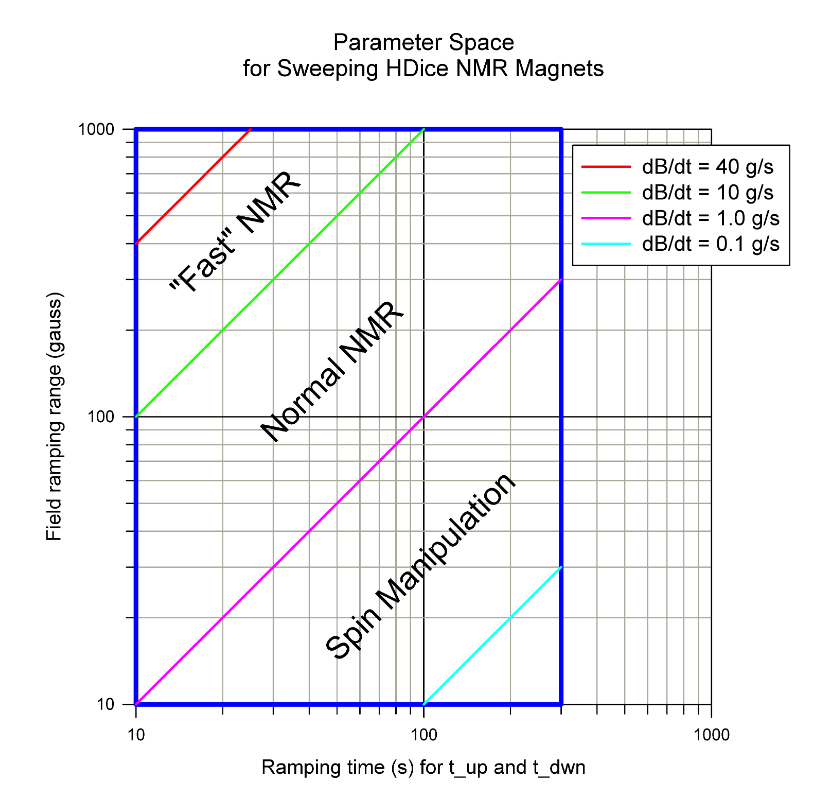 Parameter Space
for Sweeping HDice NMR Magnets
1000
dB/dt = 40 g/s
dB/dt = 10 g/s
dB/dt = 1.0 g/s
dB/dt = 0.1 g/s
"Fast" NMR
Normal NMR
Field ramping range (gauss)
100
Spin Manipulation
10
10
100
1000
Ramping time (s) for t_up and t_dwn